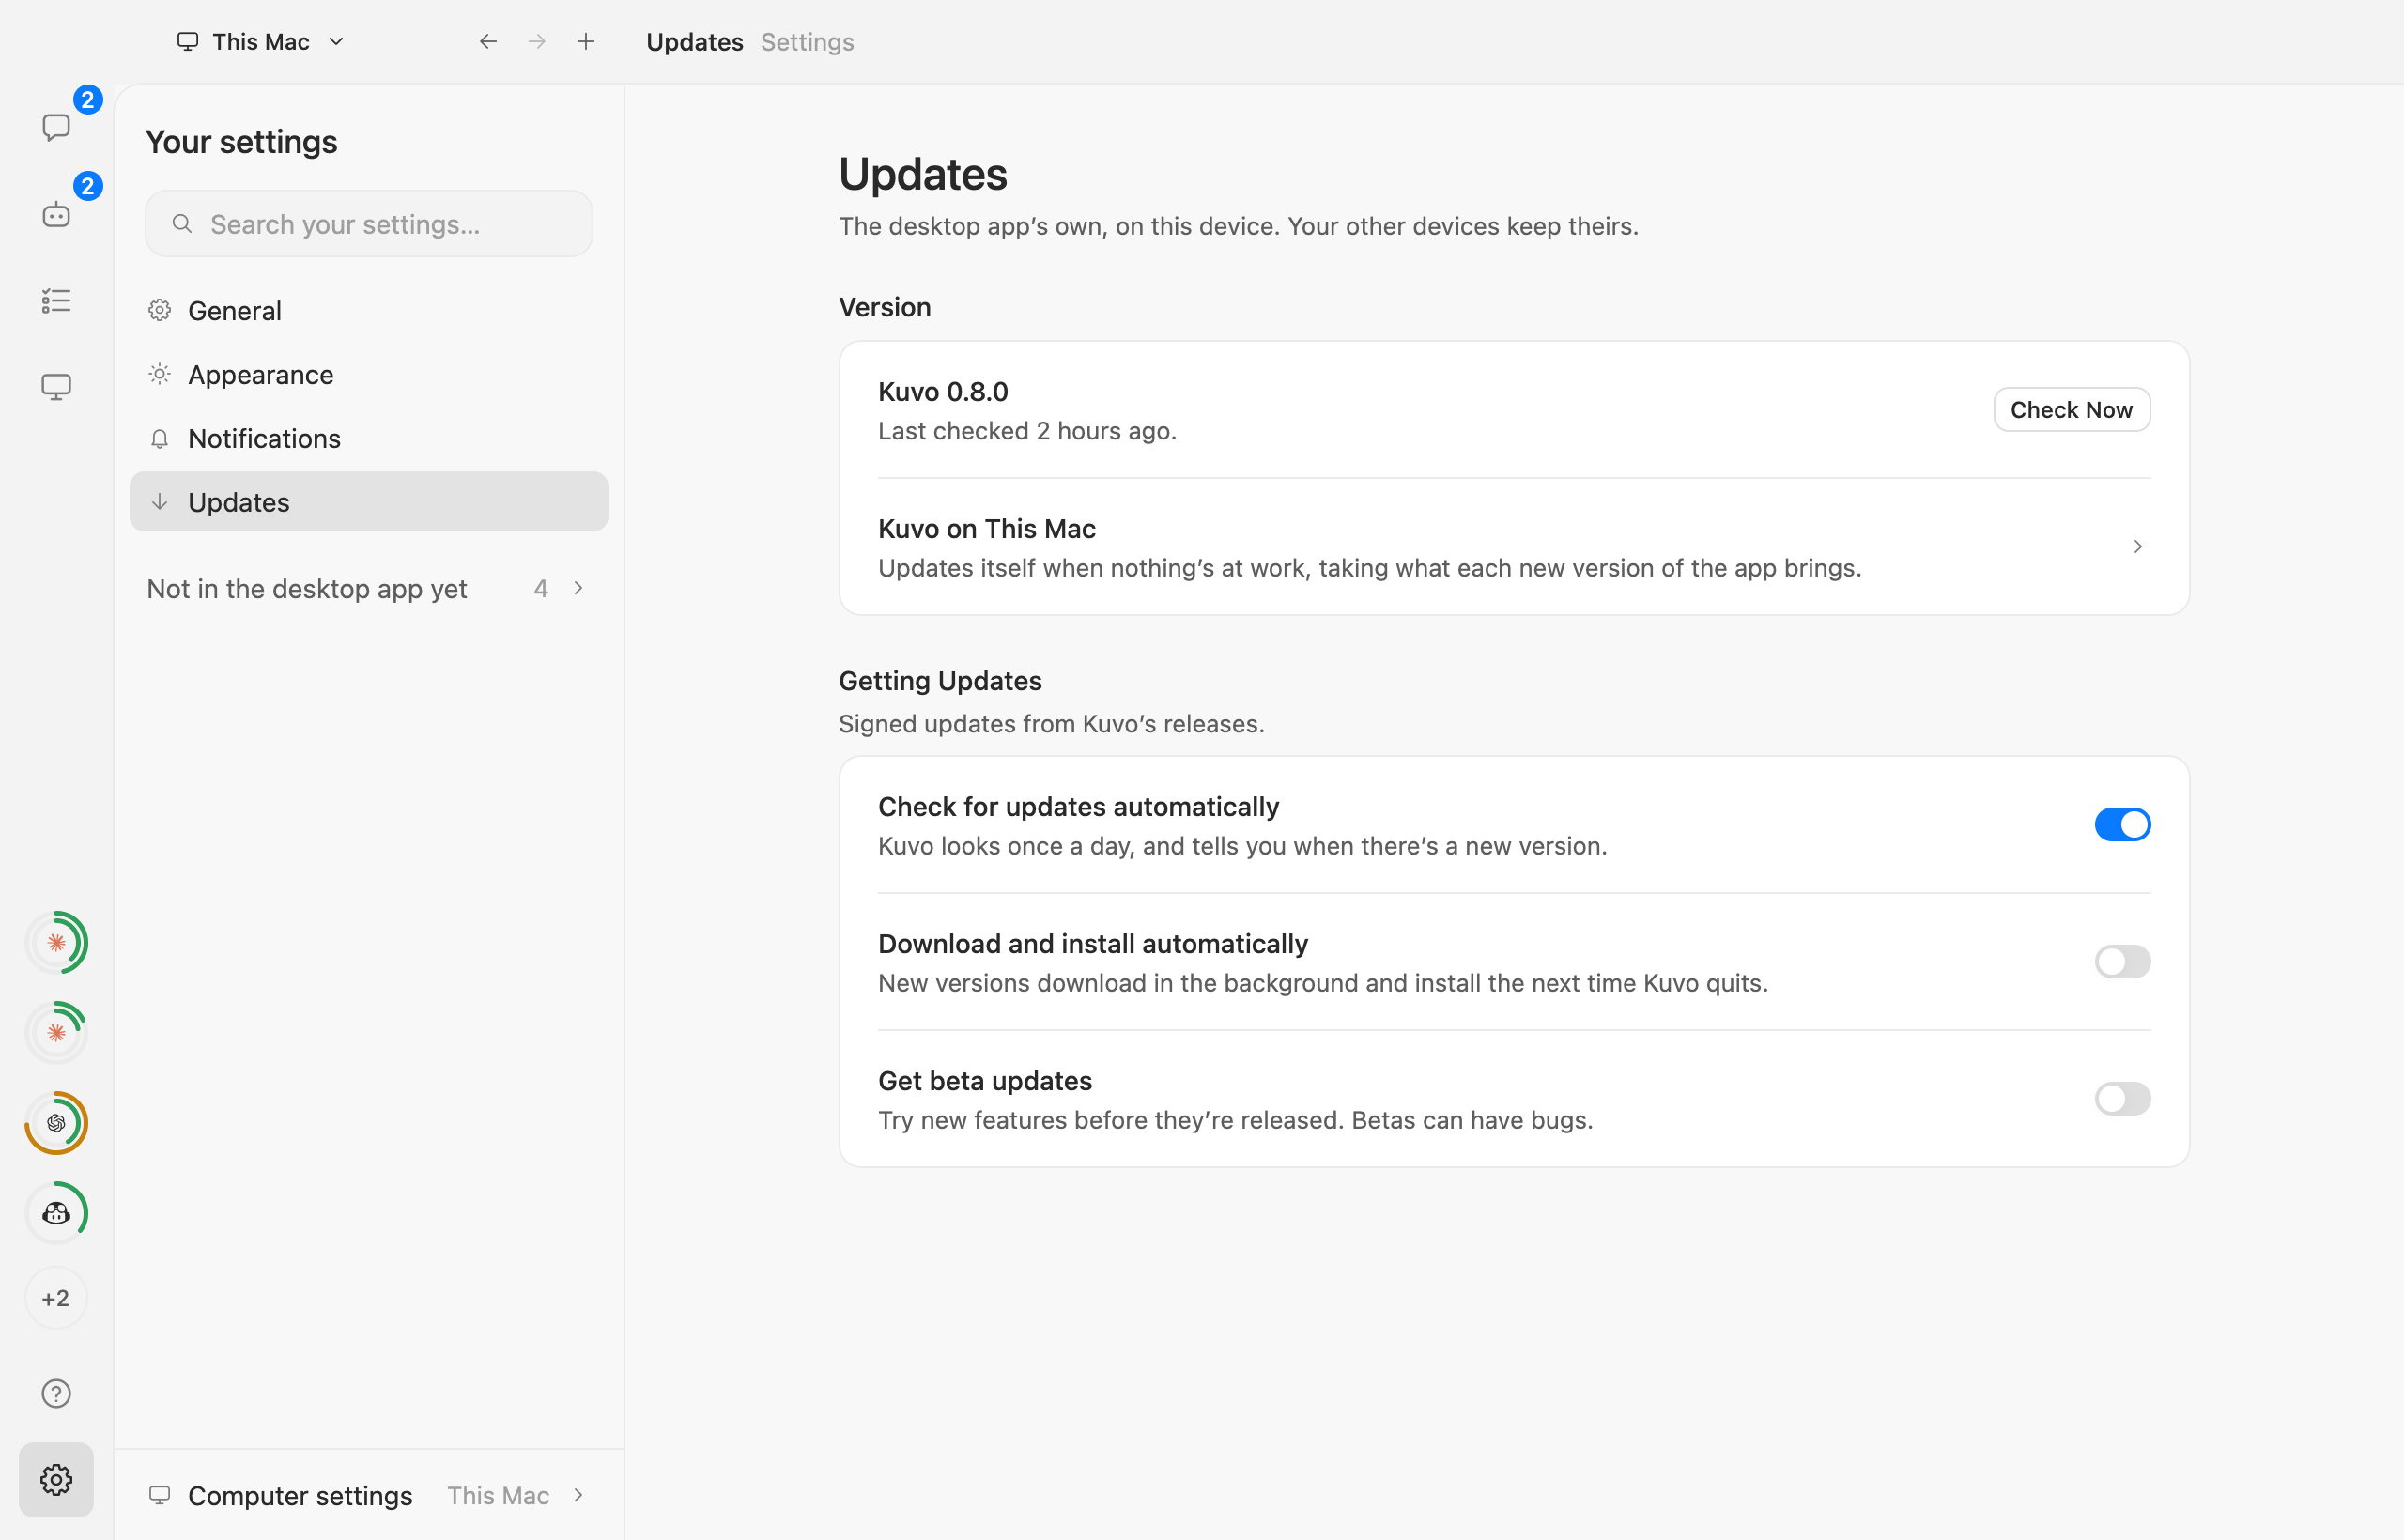 This Mac
Updates Settings
2
2
Your settings
Search your settings...
General
Appearance
Notifications
Updates
Not in the desktop app yet 4
+2
Computer settings This Mac
Updates
The desktop app’s own, on this device. Your other devices keep theirs.
Version
Kuvo 0.8.0
Last checked 2 hours ago.
Check Now
Kuvo on This Mac
Updates itself when nothing’s at work, taking what each new version of the app brings.
Getting Updates
Signed updates from Kuvo’s releases.
Check for updates automatically
Kuvo looks once a day, and tells you when there’s a new version.
Download and install automatically
New versions download in the background and install the next time Kuvo quits.
Get beta updates
Try new features before they’re released. Betas can have bugs.